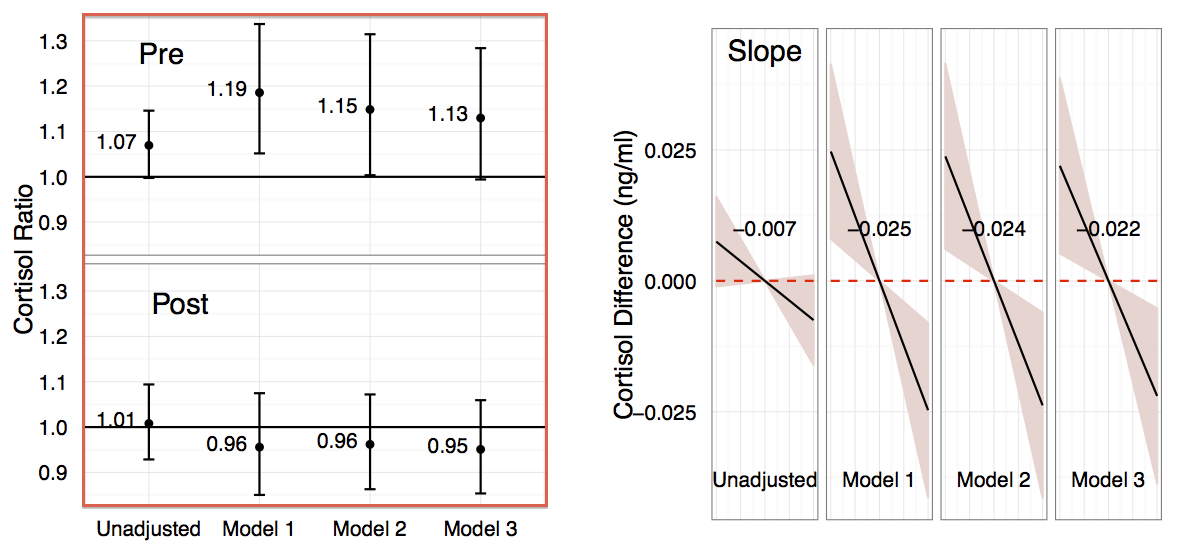 Cortisol Ratio
Pre
1.3
1.2
1.1
1.0
0.9
1.07
1.19
1.15
1.13
Post
1.3
1.2
1.1
1.0
0.9
1.01
0.96
0.96
0.95
Unadjusted Model 1 Model 2 Model 3
Cortisol Difference (ng/ml)
0.025
0.000
−0.025
Slope
−0.007 −0.025 −0.024 −0.022
Unadjusted Model 1 Model 2 Model 3